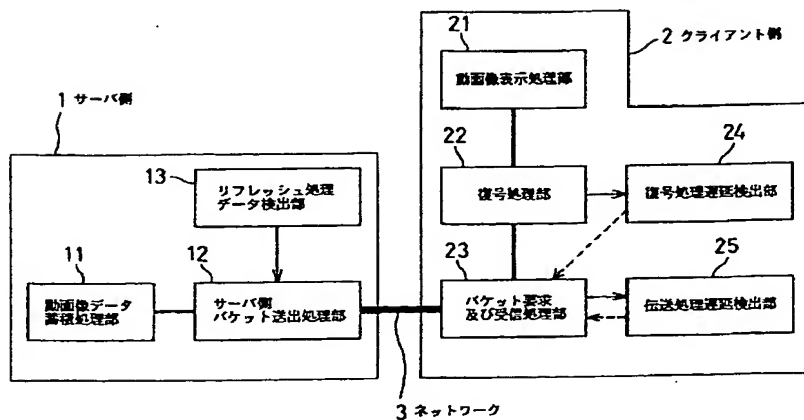 21
2 クライアント側
動画像表示処理部
1 サーバ側
22
24
13
復号処理部
復号処理遅延検出部
リフレッシュ処理
データ検出部
11
12
23
25
動画像データ
蓄積処理部
サーバ側
パケット送出処理部
パケット要求
及び受信処理部
伝送処理遅延検出部
3 ネットワーク